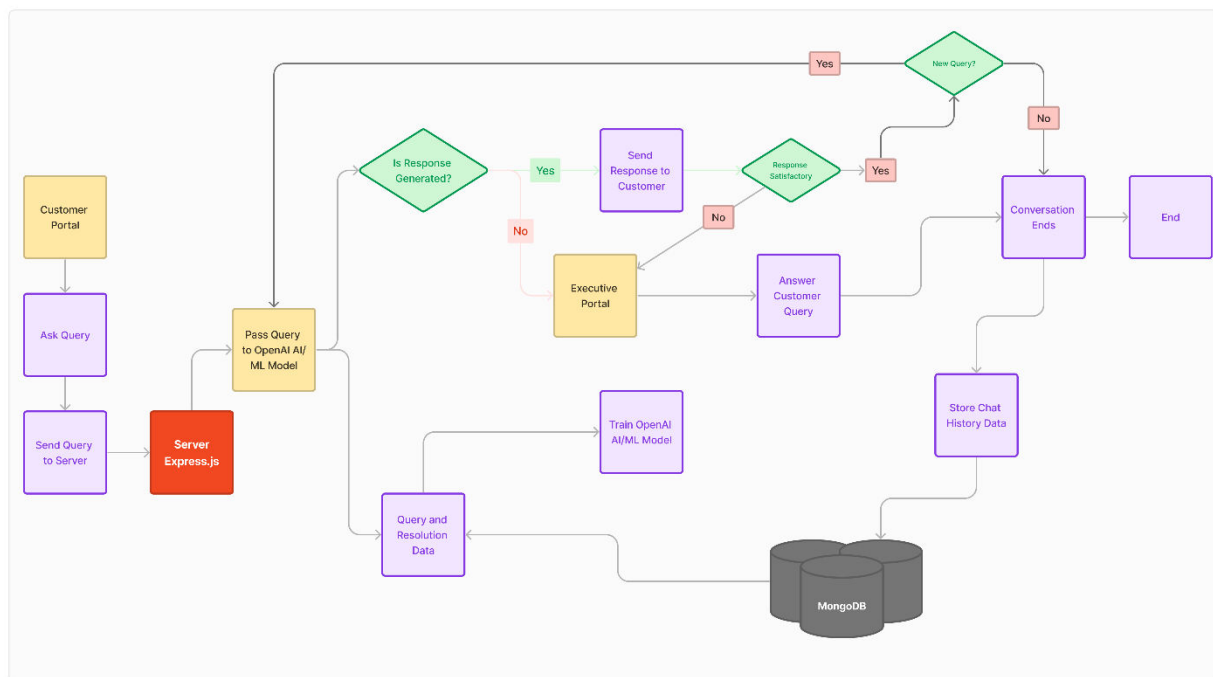 New Query?
Yes
No
Is Response
Generated?
Yes
Send
Response to
Customer
Response
Satisfactory
Yes
No
No
Customer
Portal
Conversation
Ends
End
Executive
Portal
Answer
Customer
Query
Ask Query
Pass Query
to OpenAI AI/
ML Model
Send Query
to Server
Server
Express.js
Train OpenAI
AI/ML Model
Store Chat
History Data
Query and
Resolution
Data
MongoDB